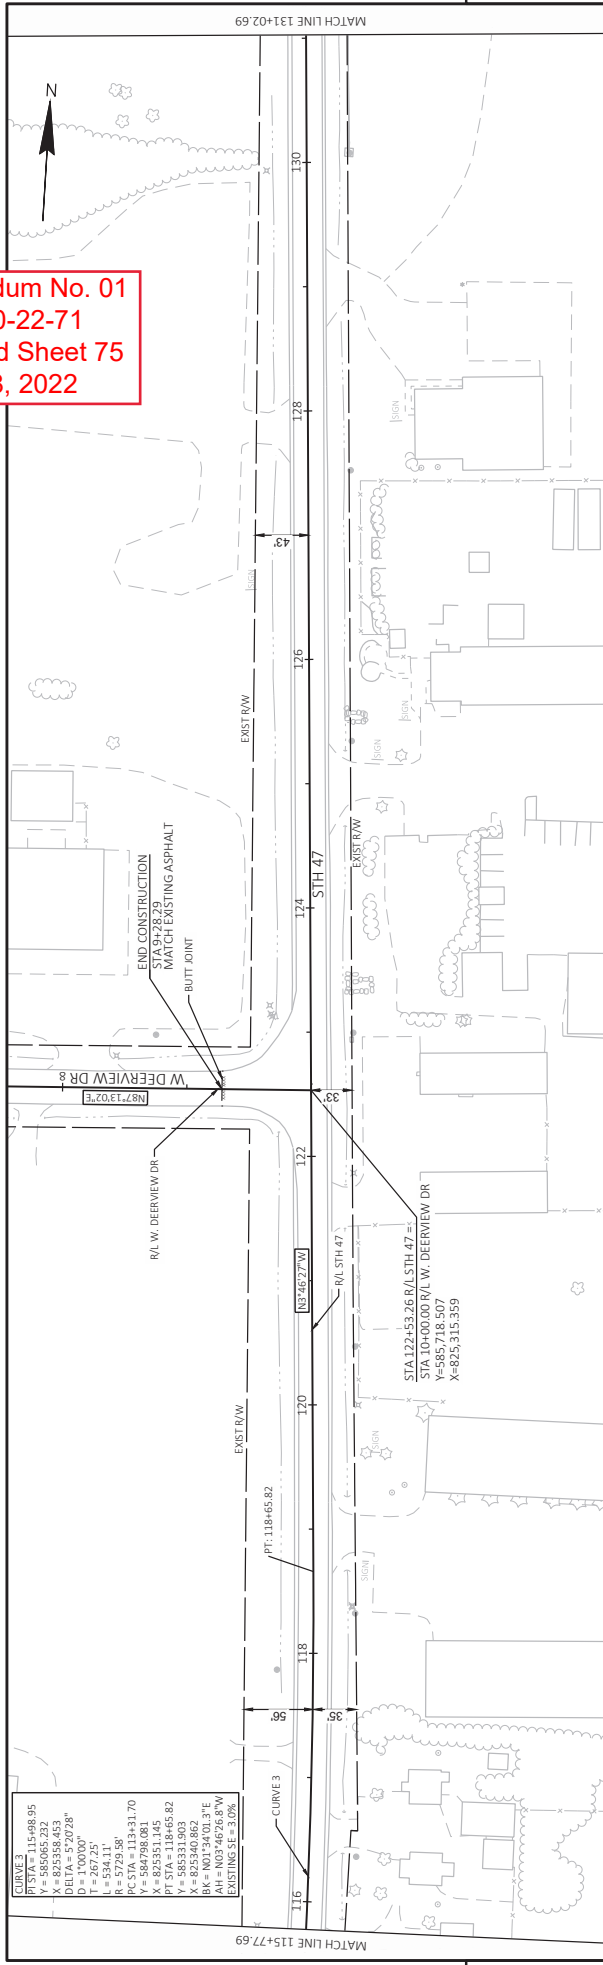 MATCH LINE 131+02.69
N
dum No. 01
0-22-71
d Sheet 75
3, 2022
130
128
SIGN
43'
SIGN
126
EXIST R/W
SIGN
SIGN
END CONSTRUCTION
STA 9+28.29
MATCH EXISTING ASPHALT
BUTT JOINT
STH 47
124
EXIST R/W
W DEERVIEW DR
8
N87°13'02"E
33'
R/L W. DEERVIEW DR
122
STA 122+53.26 R/L STH 47 =
STA 10+00.00 R/L W. DEERVIEW DR
Y=585,718.507
X=825,315.359
N3°46'27"W
R/L STH 47
120
EXIST R/W
SIGN
PT: 118+65.82
SIGN
118
56'
35'
CURVE 3
116
CURVE 3
PI STA = 115+98.95
Y = 585065.232
X = 825358.453
DELTA = 5°20'28"
D = 1°00'00"
T = 267.25'
L = 534.11'
R = 5729.58'
PC STA = 113+31.70
Y = 584798.081
X = 825351.145
PT STA = 118+65.82
Y = 585331.903
X = 825340.862
BK = N01°34'01.3"E
AH = N03°46'26.8"W
EXISTING SE = 3.0%
MATCH LINE 115+77.69